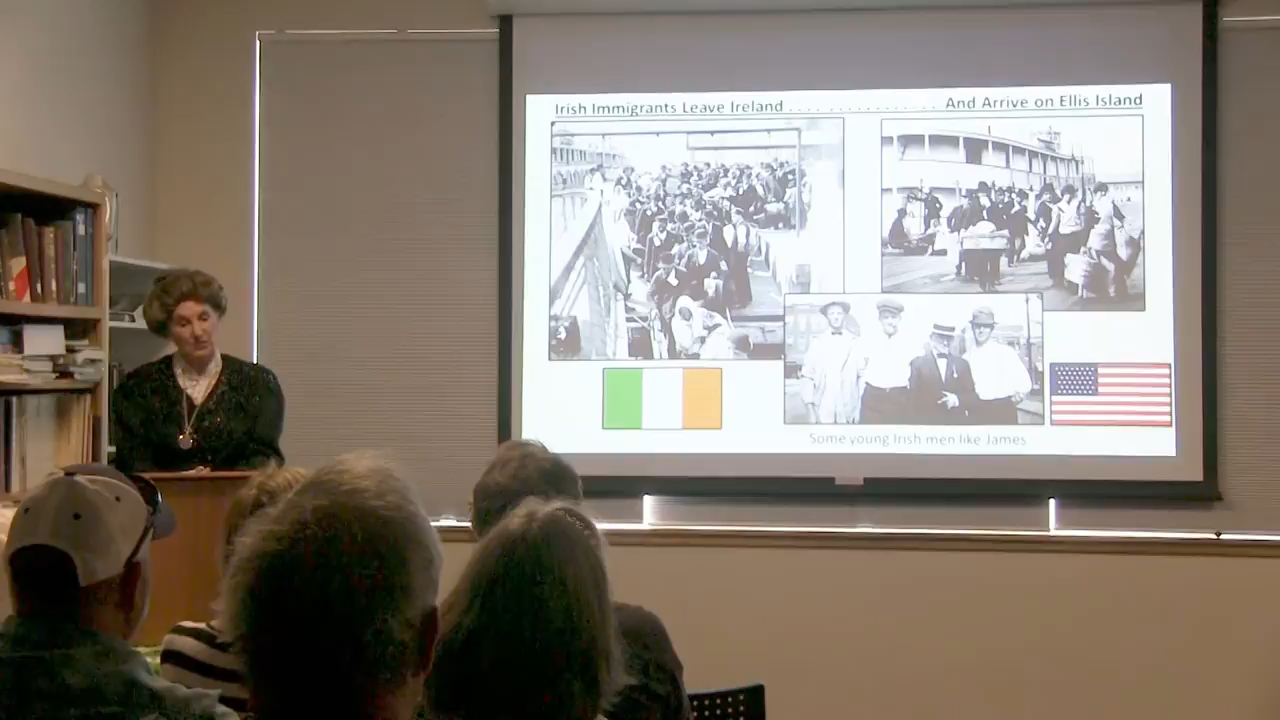 Irish Immigrants Leave Ireland . . . . . . . . . . . . . . . . . . And Arrive on Ellis Island
Some young Irish men like James